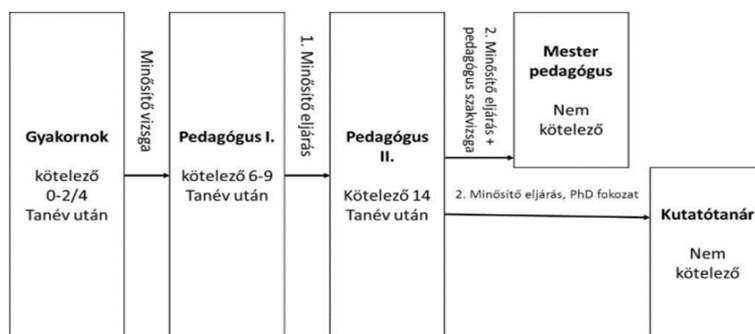 Gyakornok
kötelező
0-2/4
Tanév után
Minősítő vizsga
Pedagógus I.
kötelező 6-9
Tanév után
1. Minősítő eljárás
Pedagógus
II.
Kötelező 14
Tanév után
2. Minősítő eljárás +
pedagógus szakvizsga
Mester
pedagógus
Nem
kötelező
2. Minősítő eljárás, PhD fokozat
Kutatótanár
Nem
kötelező